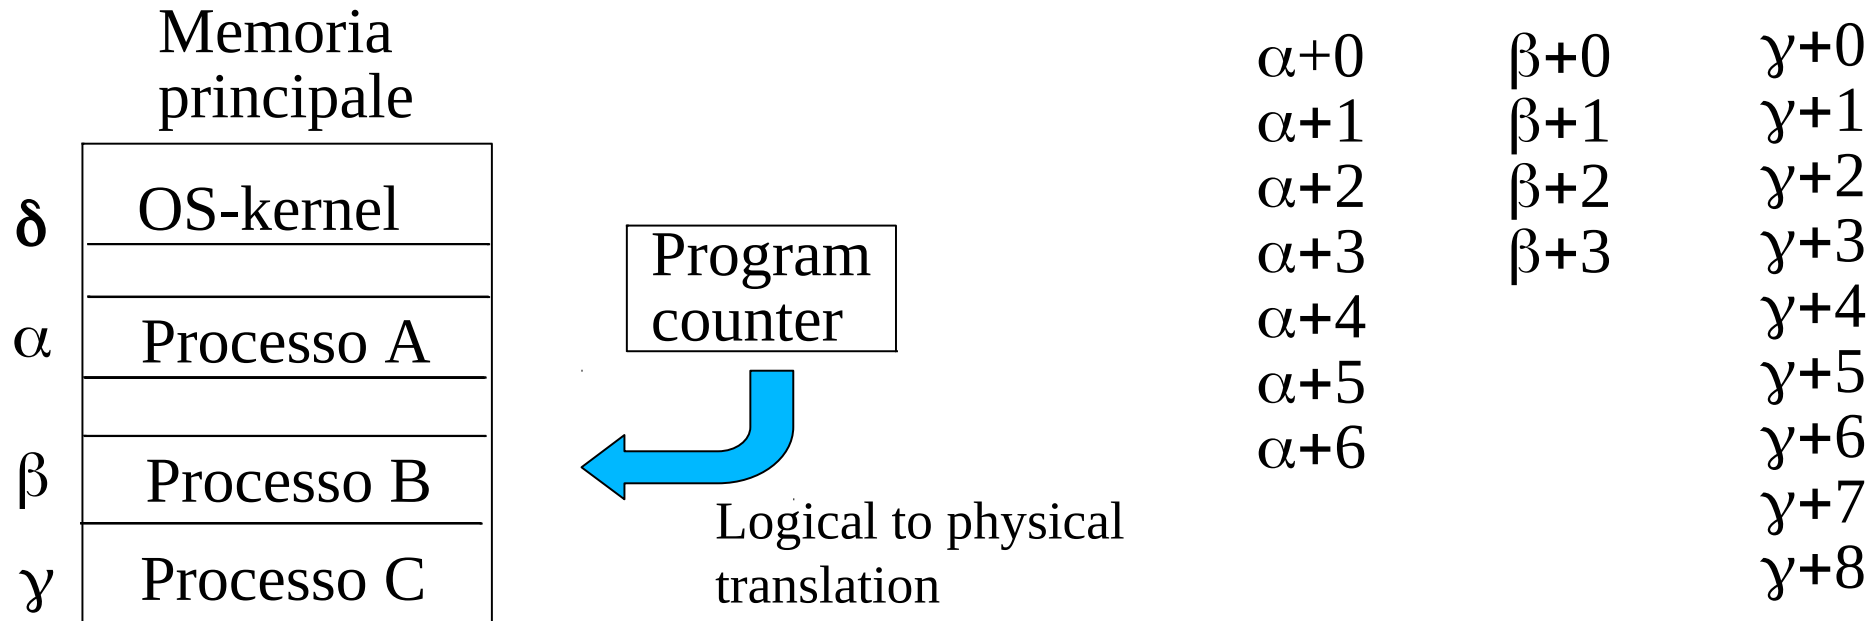 Memoria
principale
δ
OS-kernel
α
Processo A
β
Processo B
γ
Processo C
Program
counter
Logical to physical
translation
α+0
α+1
α+2
α+3
α+4
α+5
α+6
β+0
β+1
β+2
β+3
γ+0
γ+1
γ+2
γ+3
γ+4
γ+5
γ+6
γ+7
γ+8